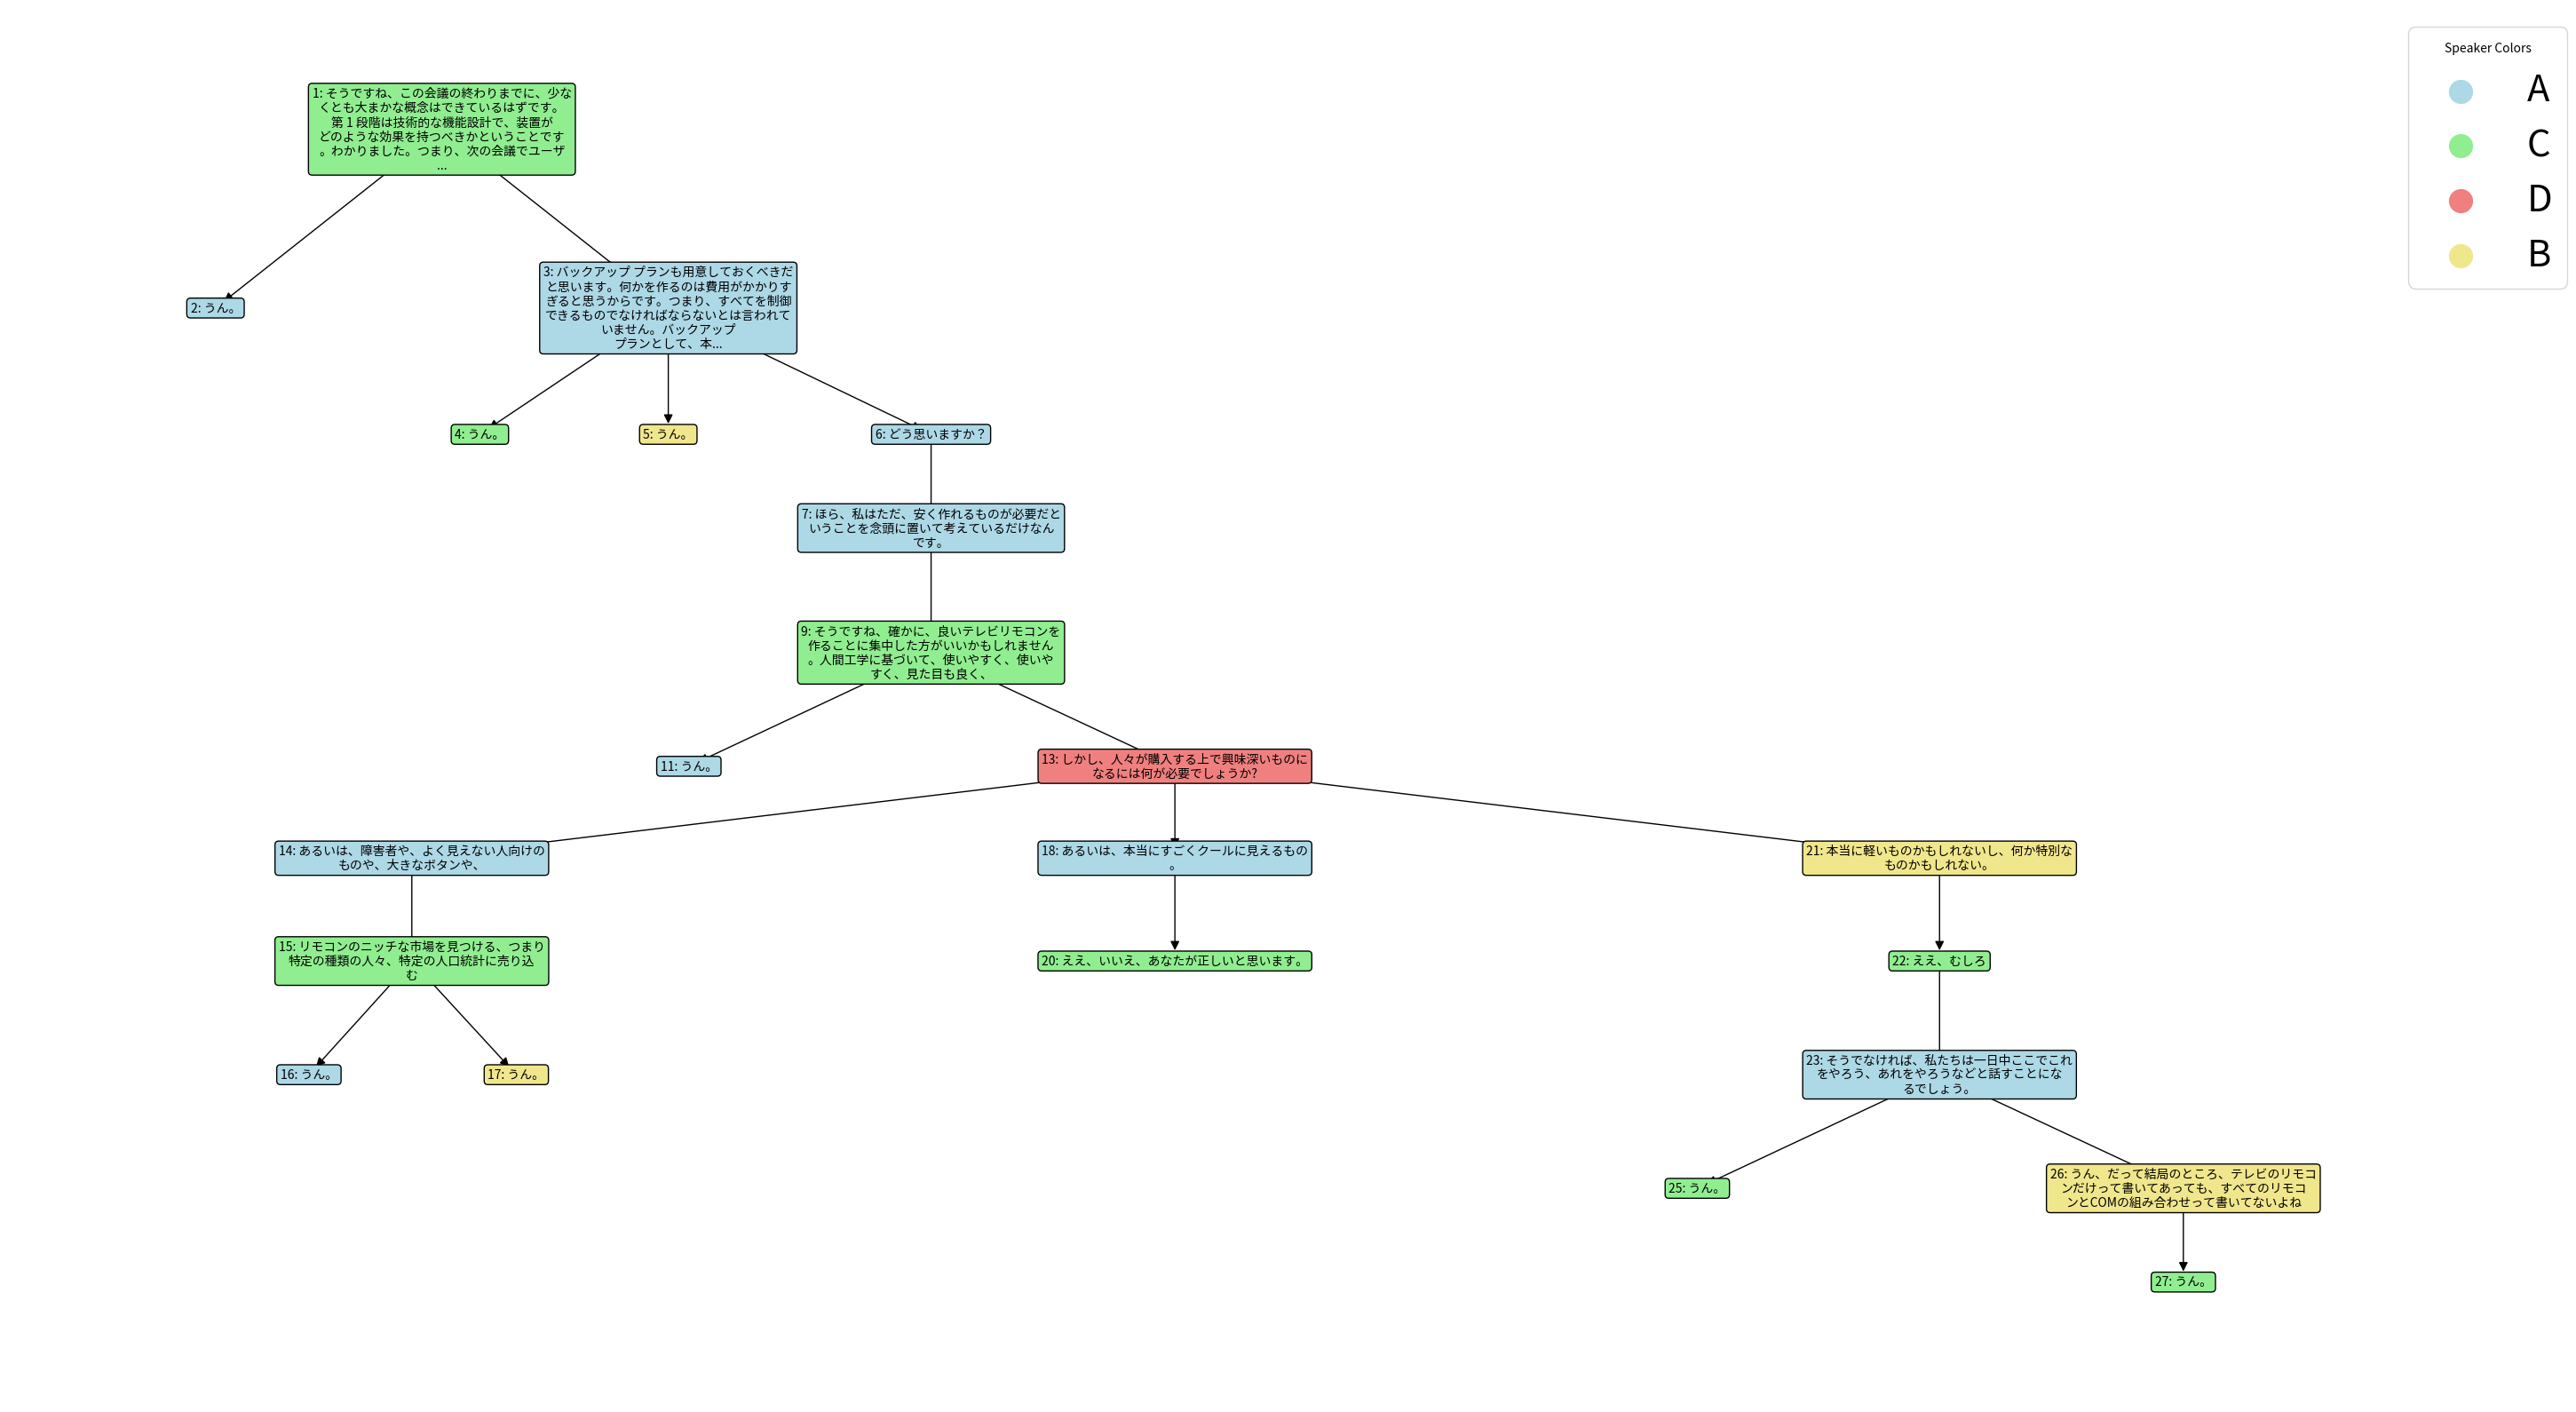 Speaker Colors
A
C
D
B
1: そうですね、この会議の終わりまでに、少な
くとも大まかな概念はできているはずです。
第 1 段階は技術的な機能設計で、装置が
どのような効果を持つべきかということです
。わかりました。つまり、次の会議でユーザ
...
2: うん。
3: バックアップ プランも用意しておくべきだ
と思います。何かを作るのは費用がかかりす
ぎると思うからです。つまり、すべてを制御
できるものでなければならないとは言われて
いません。バックアップ
プランとして、本...
4: うん。
5: うん。
6: どう思いますか？
7: ほら、私はただ、安く作れるものが必要だと
いうことを念頭に置いて考えているだけなん
です。
9: そうですね、確かに、良いテレビリモコンを
作ることに集中した方がいいかもしれません
。人間工学に基づいて、使いやすく、使いや
すく、見た目も良く、
11: うん。
13: しかし、人々が購入する上で興味深いものに
なるには何が必要でしょうか?
14: あるいは、障害者や、よく見えない人向けの
ものや、大きなボタンや、
18: あるいは、本当にすごくクールに見えるもの
。
21: 本当に軽いものかもしれないし、何か特別な
ものかもしれない。
15: リモコンのニッチな市場を見つける、つまり
特定の種類の人々、特定の人口統計に売り込
む
20: ええ、いいえ、あなたが正しいと思います。
22: ええ、むしろ
16: うん。
17: うん。
23: そうでなければ、私たちは一日中ここでこれ
をやろう、あれをやろうなどと話すことにな
るでしょう。
25: うん。
26: うん、だって結局のところ、テレビのリモコ
ンだけって書いてあっても、すべてのリモコ
ンとCOMの組み合わせって書いてないよね
27: うん。